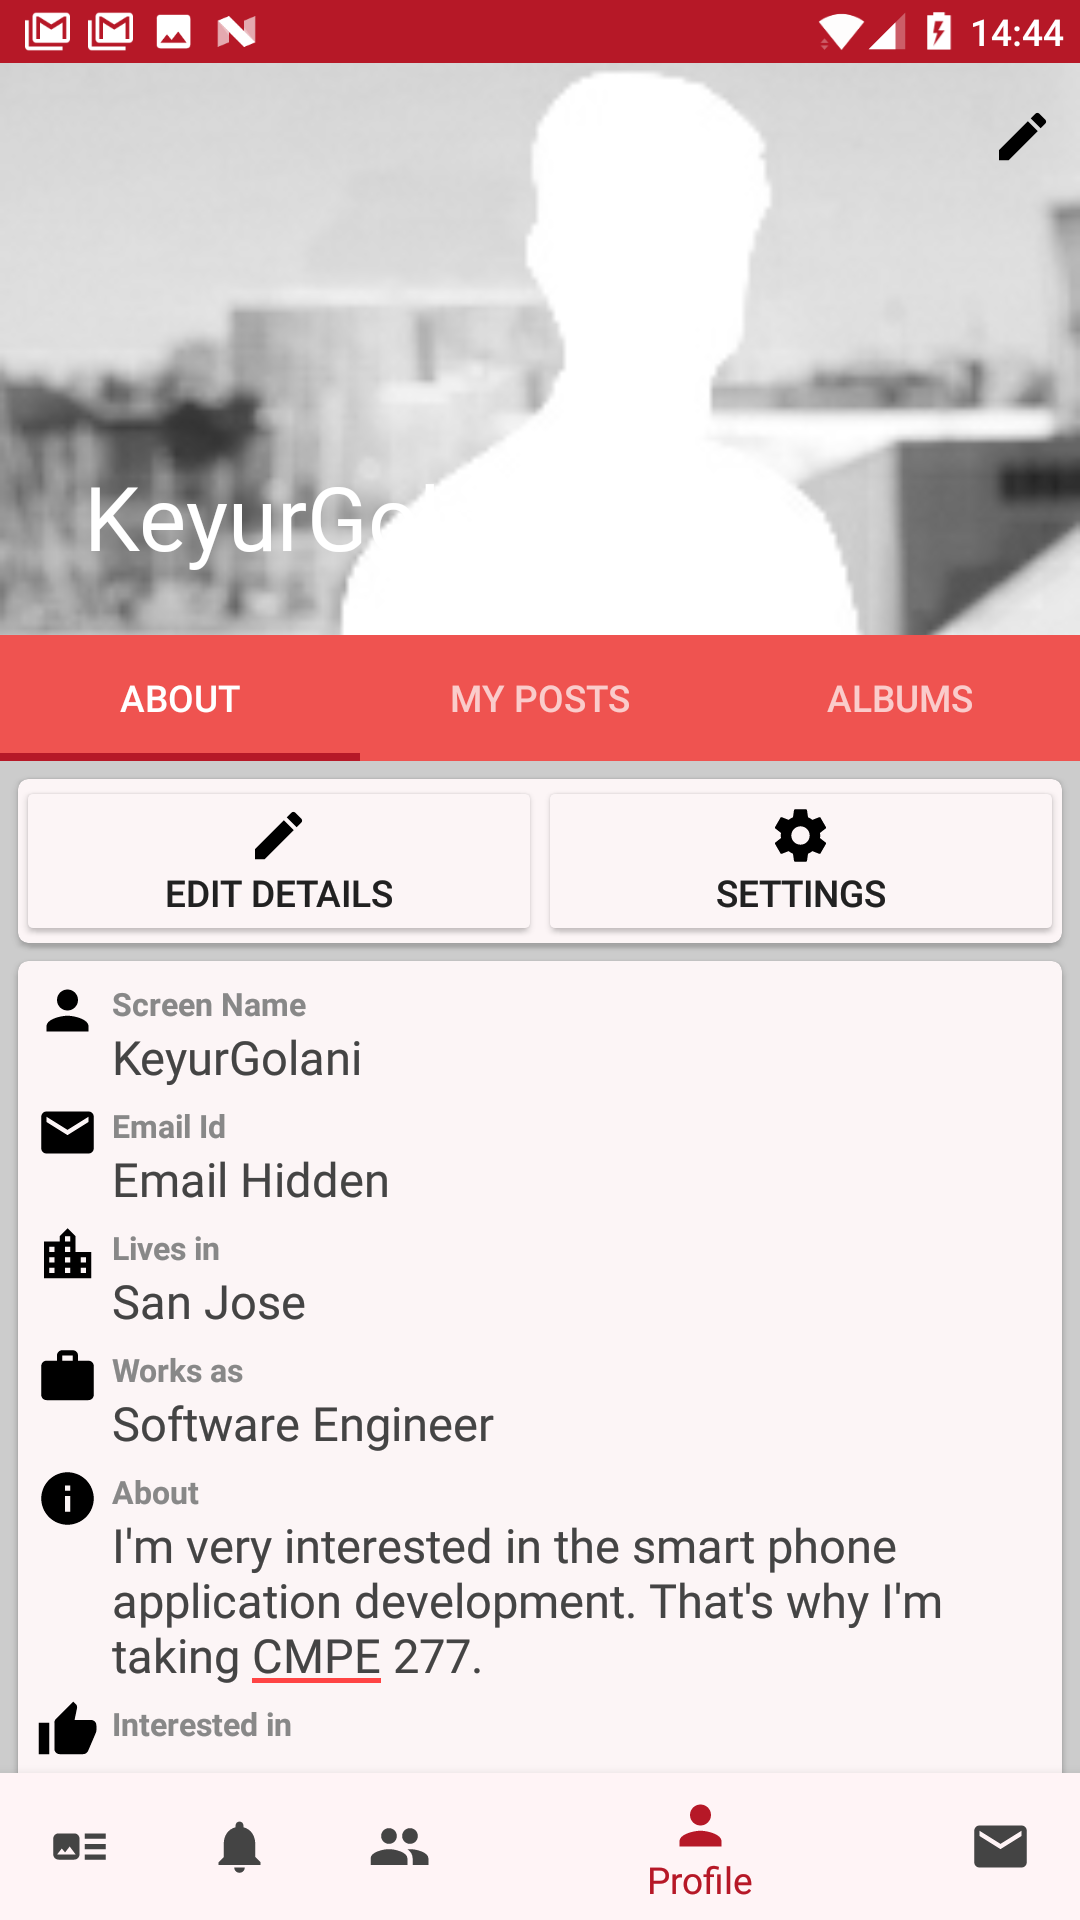 14:44
KeyurGol
ABOUT MY POSTS ALBUMS
EDIT DETAILS SETTINGS
Screen Name
KeyurGolani
Email Id
Email Hidden
Lives in
San Jose
Works as
Software Engineer
About
I'm very interested in the smart phone
application development. That's why I'm
taking CMPE 277.
Interested in
Profile